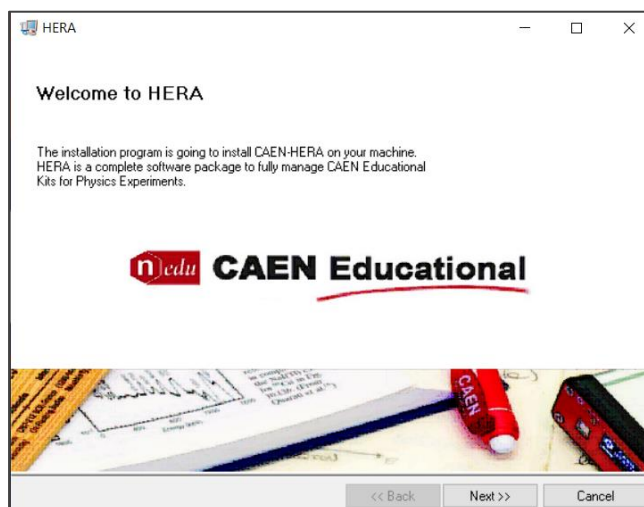 HERA
Welcome to HERA
The installation program is going to install CAEN-HERA on your machine.
HERA is a complete software package to fully manage CAEN Educational
Kits for Physics Experiments.
n edu CAEN Educational
CAEN
<< Back Next >> Cancel